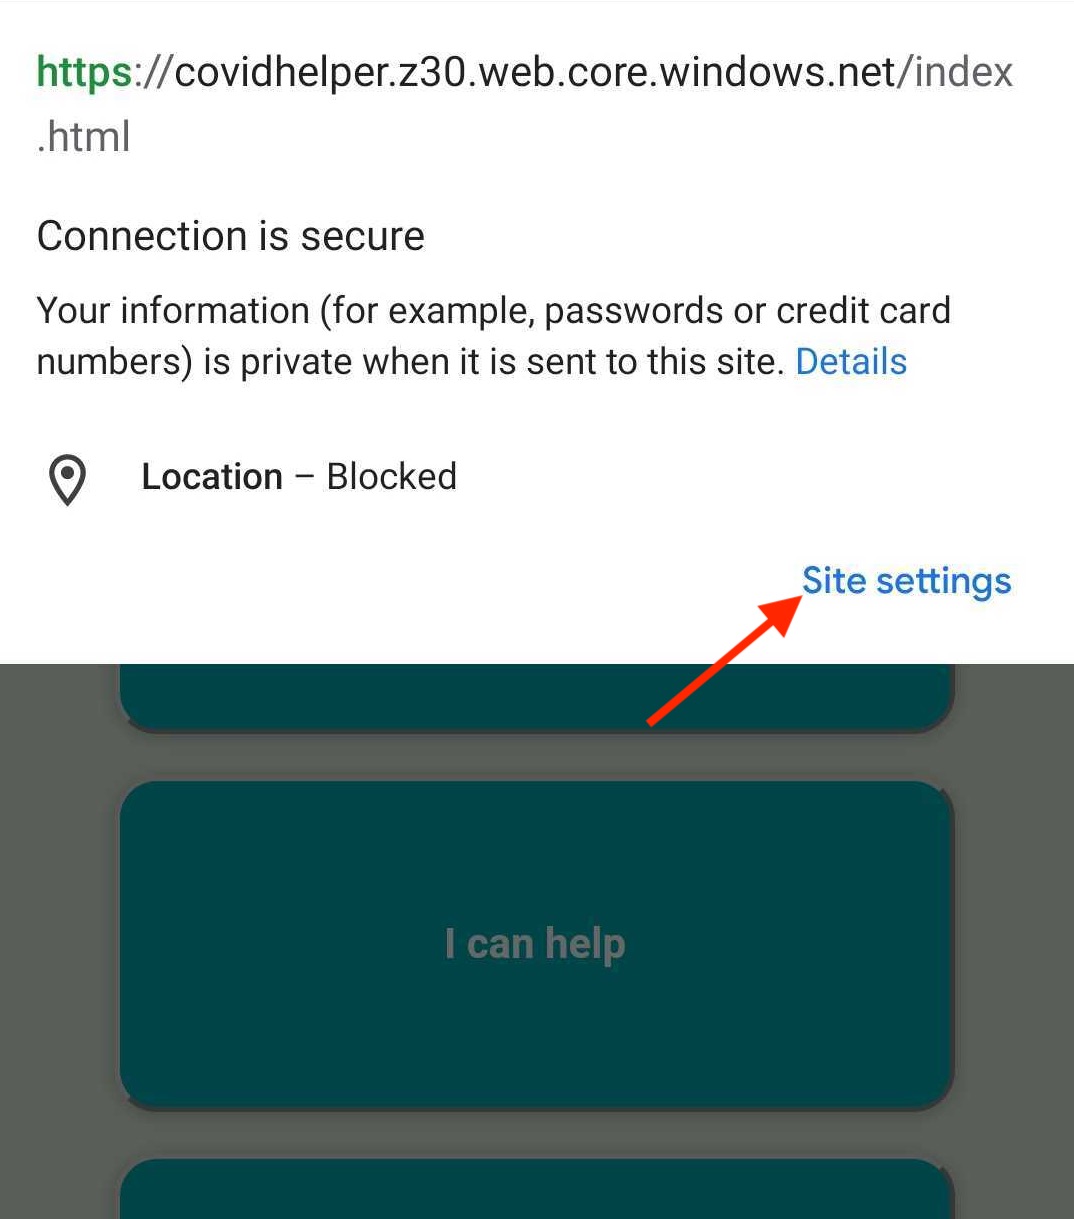 https://covidhelper.z30.web.core.windows.net/index
.html
Connection is secure
Your information (for example, passwords or credit card
numbers) is private when it is sent to this site. Details
Location – Blocked
Site settings
I can help